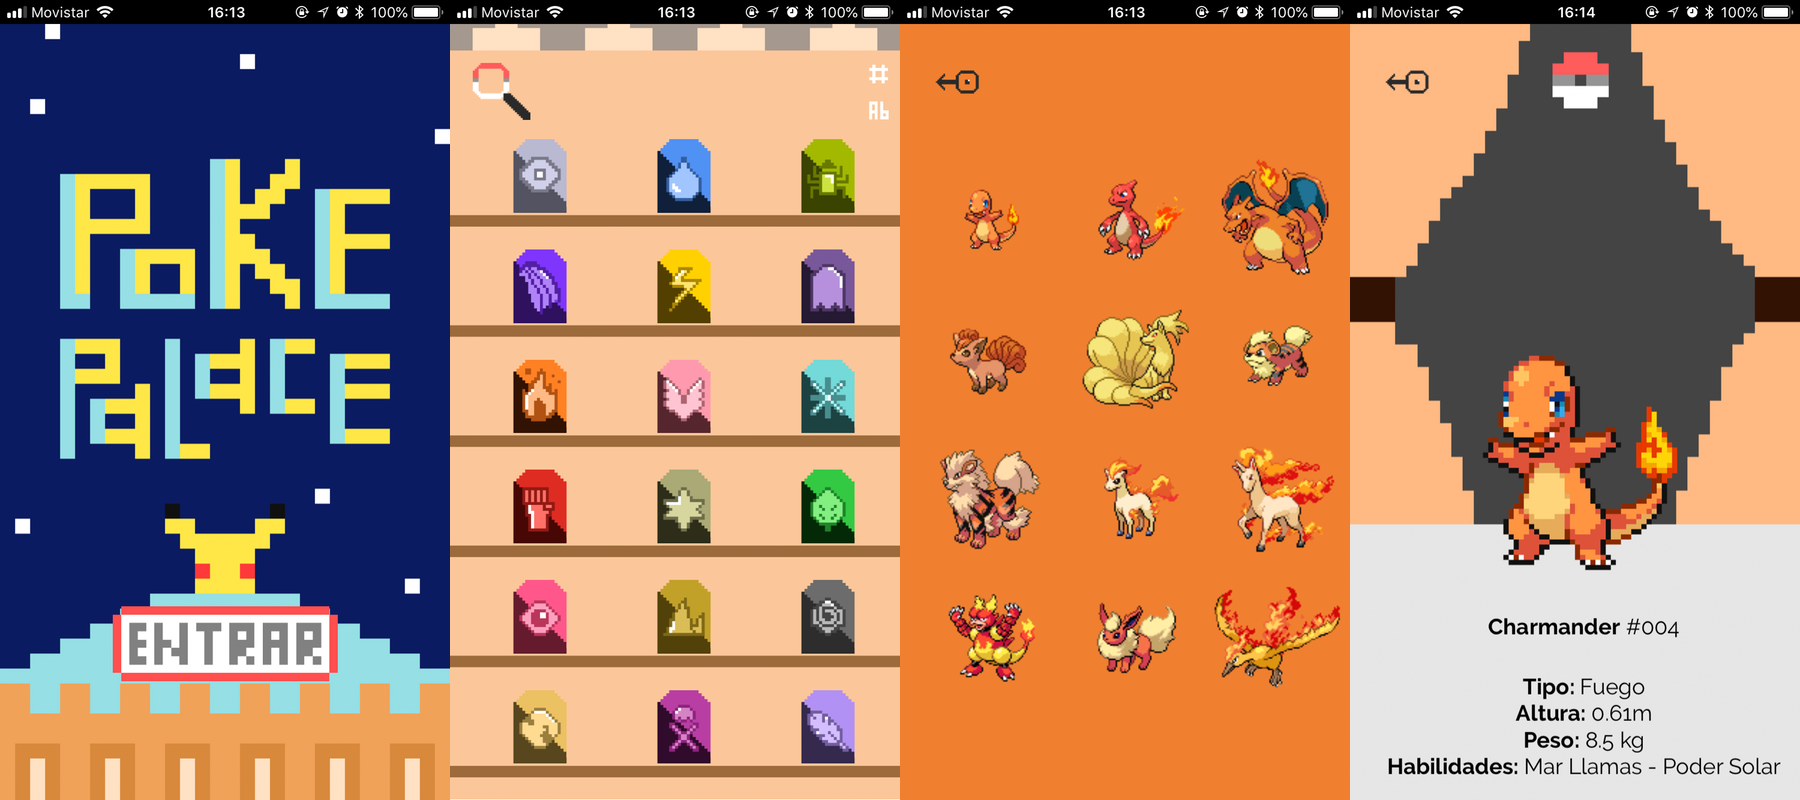 Movistar 16:13 100%
POKE
PALACE
ENTRAR
Movistar 16:13 100%
#
Ab
Movistar 16:13 100%
Movistar 16:14 100%
Charmander #004
Tipo: Fuego
Altura: 0.61m
Peso: 8.5 kg
Habilidades: Mar Llamas - Poder Solar